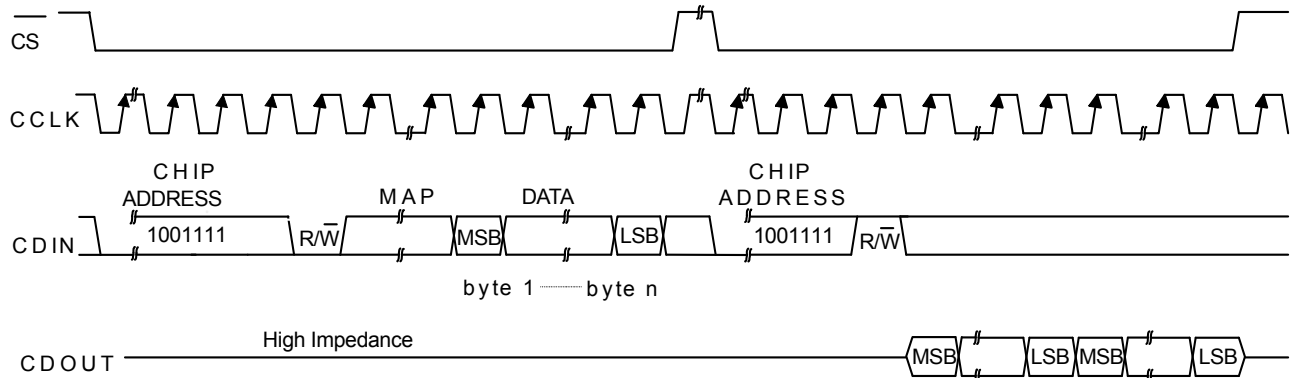 CS
CCLK
CHIP
ADDRESS
MAP
DATA
CHIP
ADDRESS
CDIN
1001111
R/W
MSB
LSB
1001111
R/W
byte 1
byte n
High Impedance
CDOUT
MSB
LSB
MSB
LSB